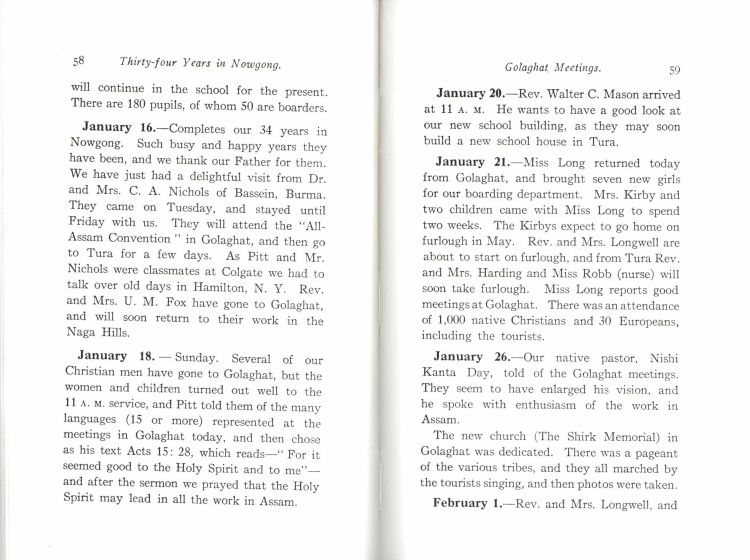 58 Thirty-four Years in Nowgong.
will continue in the school for the present.
There are 180 pupils, of whom 50 are boarders.
January 16.—Completes our 34 years in
Nowgong. Such busy and happy years they
have been, and we thank our Father for them.
We have just had a delightful visit from Dr.
and Mrs. C. A. Nichols of Bassein, Burma.
They came on Tuesday, and stayed until
Friday with us. They will attend the "All-
Assam Convention" in Golaghat, and then go
to Tura for a few days. As Pitt and Mr.
Nichols were classmates at Colgate we had to
talk over old days in Hamilton, N. Y. Rev.
and Mrs. U. M. Fox have gone to Golaghat,
and will soon return to their work in the
Naga Hills.
January 18.—Sunday. Several of our
Christian men have gone to Golaghat, but the
women and children turned out well to the
11 A. M. service, and Pitt told them of the many
languages (15 or more) represented at the
meetings in Golaghat today, and then chose
as his text Acts 15: 28, which reads—"For it
seemed good to the Holy Spirit and to me"—
and after the sermon we prayed that the Holy
Spirit may lead in all the work in Assam.
Golaghat Meetings. 59
January 20.—Rev. Walter C. Mason arrived
at 11 A. M. He wants to have a good look at
our new school building, as they may soon
build a new school house in Tura.
January 21.—Miss Long returned today
from Golaghat, and brought seven new girls
for our boarding department. Mrs. Kirby and
two children came with Miss Long to spend
two weeks. The Kirbys expect to go home on
furlough in May. Rev. and Mrs. Longwell are
about to start on furlough, and from Tura Rev.
and Mrs. Harding and Miss Robb (nurse) will
soon take furlough. Miss Long reports good
meetings at Golaghat. There was an attendance
of 1,000 native Christians and 30 Europeans,
including the tourists.
January 26.—Our native pastor, Nishi
Kanta Day, told of the Golaghat meetings.
They seem to have enlarged his vision, and
he spoke with enthusiasm of the work in
Assam.
The new church (The Shirk Memorial) in
Golaghat was dedicated. There was a pageant
of the various tribes, and they all marched by
the tourists singing, and then photos were taken.
February 1.—Rev. and Mrs. Longwell, and